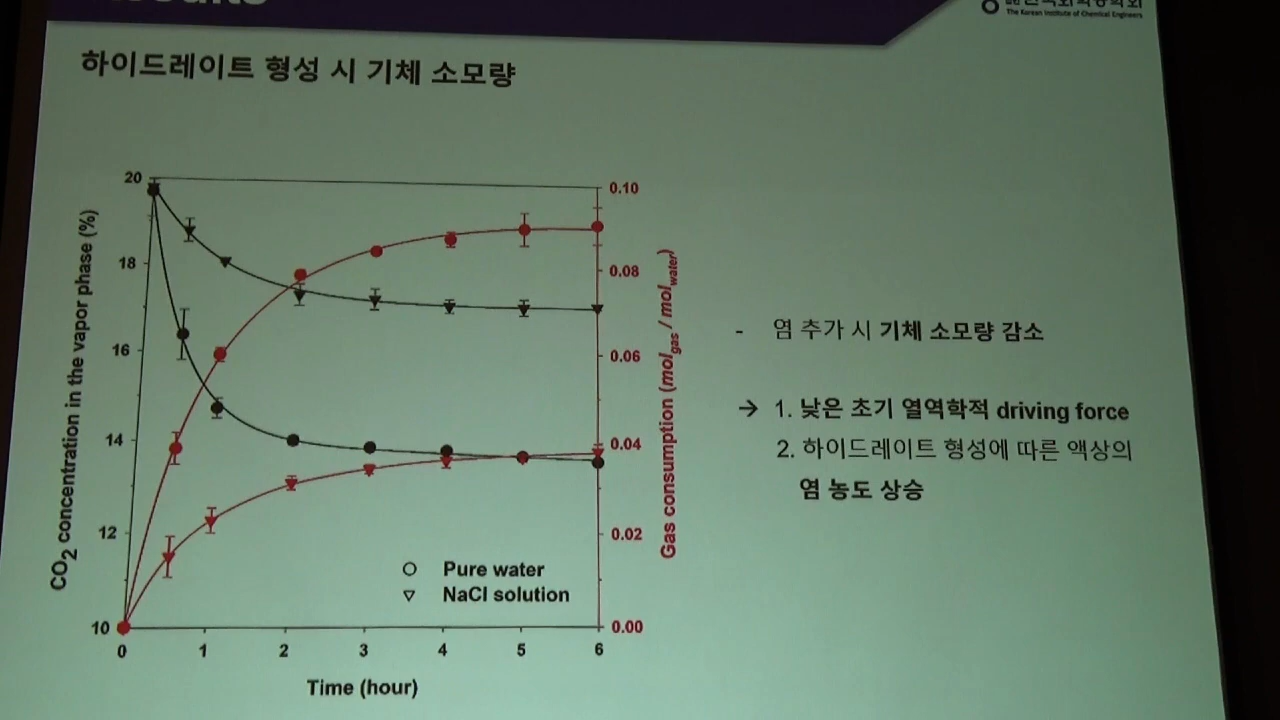 Results
The Korean Institute of Chemical Engineers
하이드레이트 형성 시 기체 소모량
20
18
16
14
12
10
CO2 concentration in the vapor phase (%)
0.10
0.08
0.06
0.04
0.02
0.00
Gas consumption (mol gas / mol water)
Pure water
NaCl solution
0 1 2 3 4 5 6
Time (hour)
- 염 추가 시 기체 소모량 감소
→ 1. 낮은 초기 열역학적 driving force
2. 하이드레이트 형성에 따른 액상의
염 농도 상승